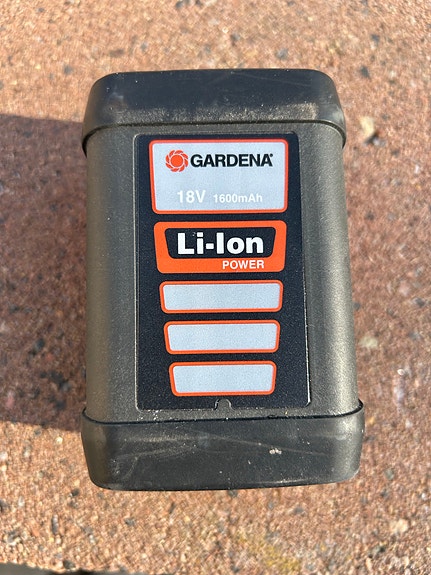 GARDENA
18V 1600mAh
Li-Ion
POWER